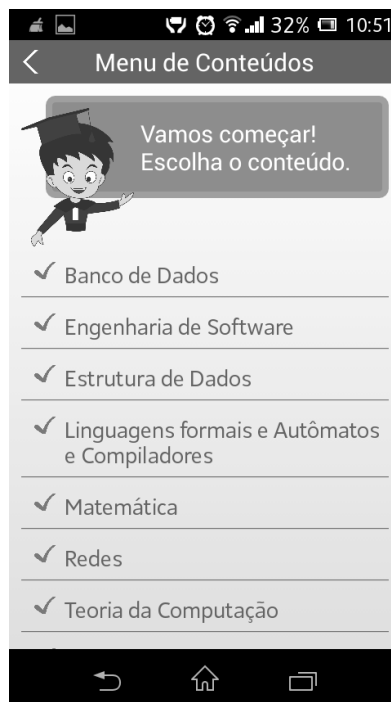 32% 10:51
Menu de Conteúdos
Vamos começar!
Escolha o conteúdo.
Banco de Dados
Engenharia de Software
Estrutura de Dados
Linguagens formais e Autômatos
e Compiladores
Matemática
Redes
Teoria da Computação